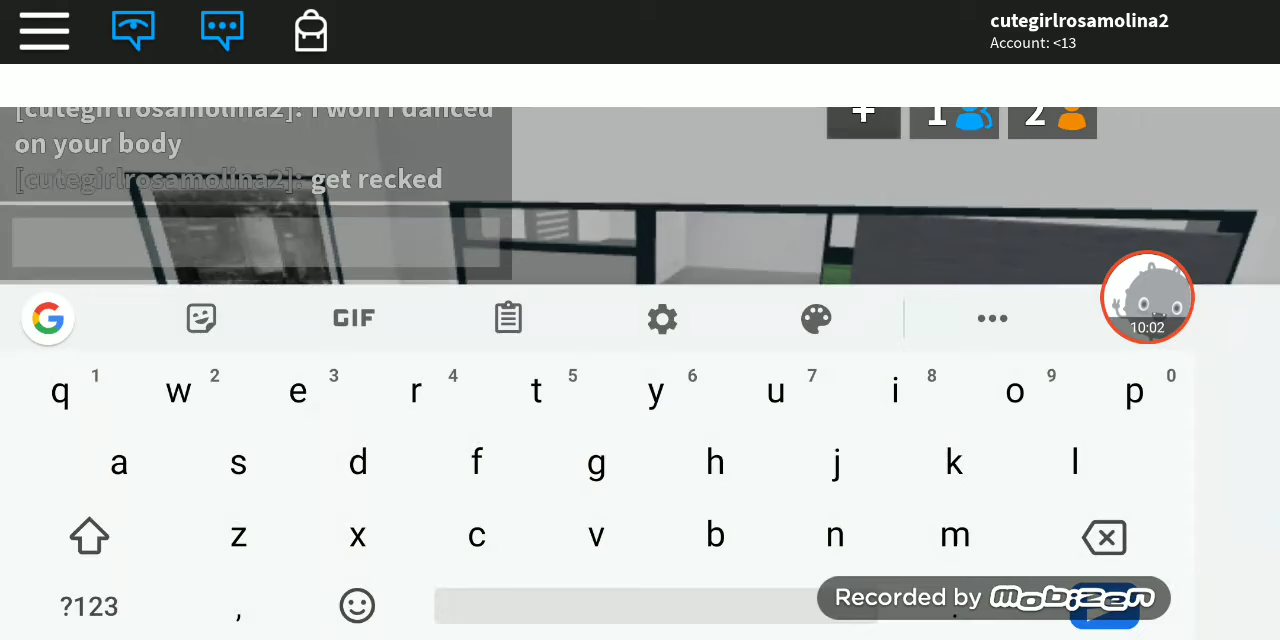 cutegirlrosamolina2
Account: <13
[cutegirlrosamolina2]: I won I danced
on your body
[cutegirlrosamolina2]: get recked
+ 1 2
GIF
10:02
q 1 w 2 e 3 r 4 t 5 y 6 u 7 i 8 o 9 p 0
a s d f g h j k l
z x c v b n m
?123 , .
Recorded by mobizen